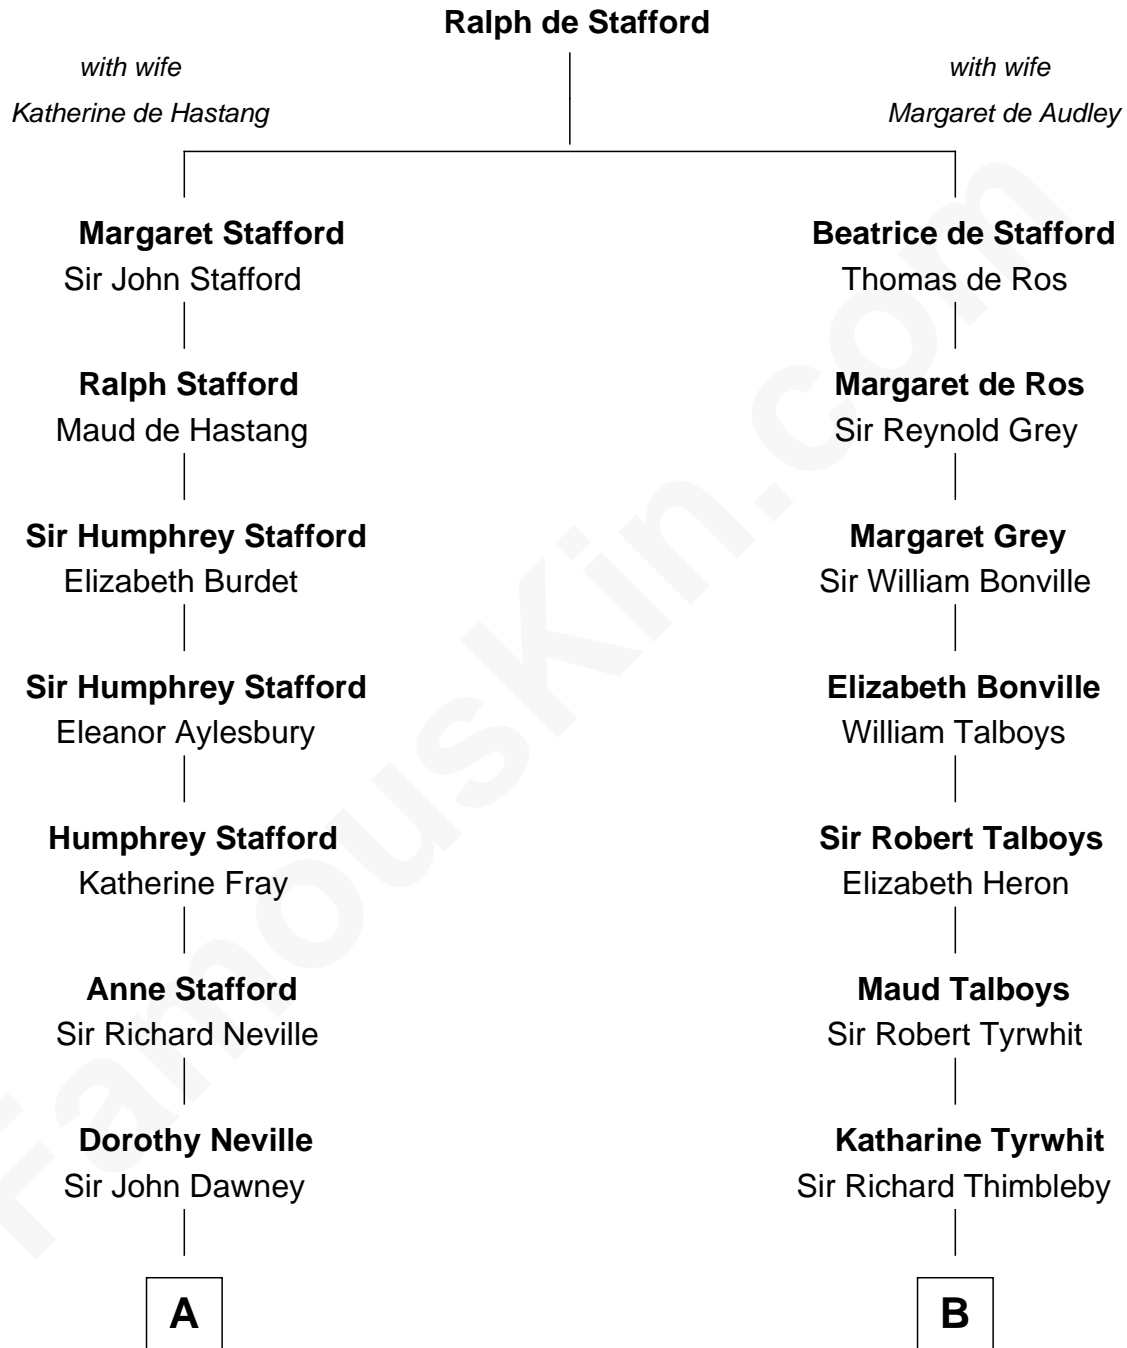 Ralph de Stafford
with wife
Katherine de Hastang
with wife
Margaret de Audley
Margaret Stafford
Sir John Stafford
Beatrice de Stafford
Thomas de Ros
Ralph Stafford
Maud de Hastang
Margaret de Ros
Sir Reynold Grey
Sir Humphrey Stafford
Elizabeth Burdet
Margaret Grey
Sir William Bonville
Sir Humphrey Stafford
Eleanor Aylesbury
Elizabeth Bonville
William Talboys
Humphrey Stafford
Katherine Fray
Sir Robert Talboys
Elizabeth Heron
Anne Stafford
Sir Richard Neville
Maud Talboys
Sir Robert Tyrwhit
Dorothy Neville
Sir John Dawney
Katharine Tyrwhit
Sir Richard Thimbleby
A
B
FamousKin.com